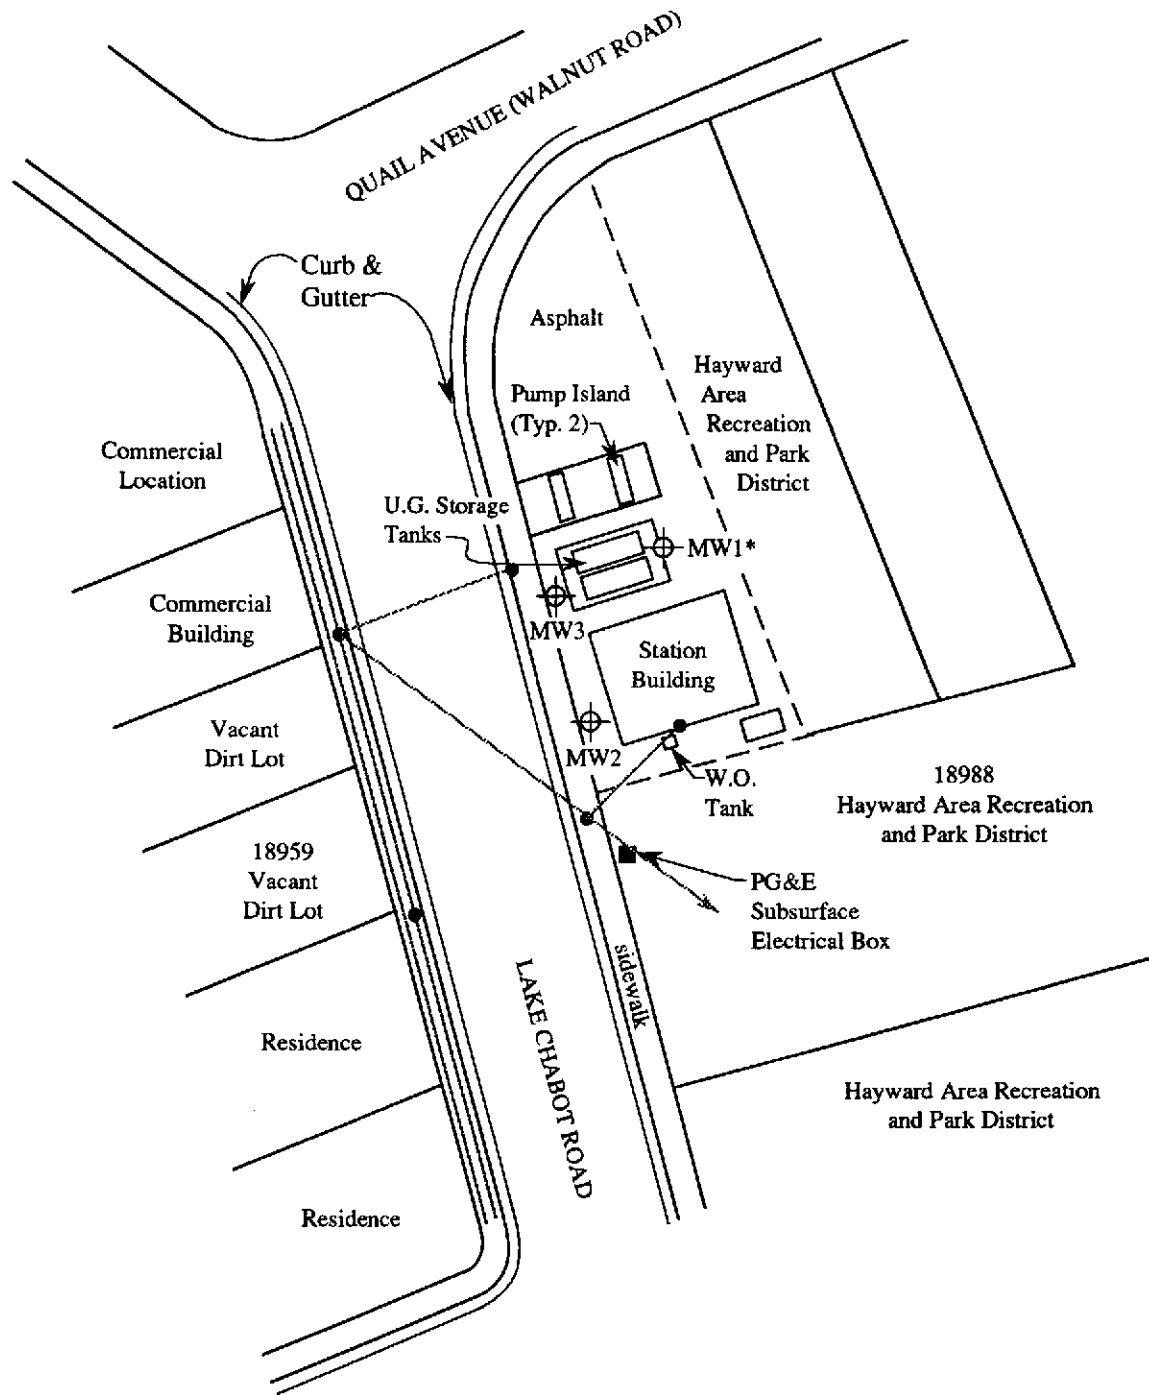 QUAIL AVENUE (WALNUT ROAD)
Curb &
Gutter
Asphalt
Hayward
Area
Recreation
and Park
District
Pump Island
(Typ. 2)
Commercial
Location
U.G. Storage
Tanks
MW1*
Commercial
Building
MW3
Station
Building
Vacant
Dirt Lot
MW2
W.O.
Tank
18988
Hayward Area Recreation
and Park District
18959
Vacant
Dirt Lot
PG&E
Subsurface
Electrical Box
sidewalk
LAKE CHABOT ROAD
Residence
Hayward Area Recreation
and Park District
Residence